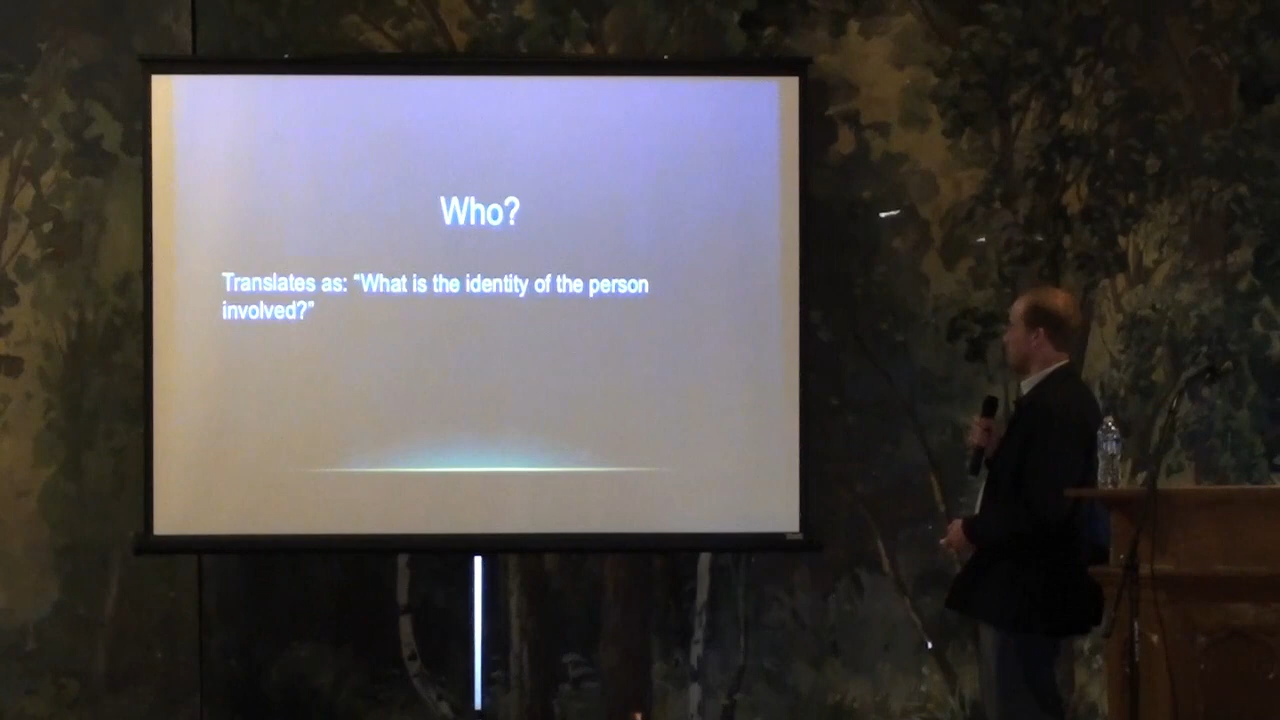 Who?
Translates as: “What is the identity of the person
involved?”